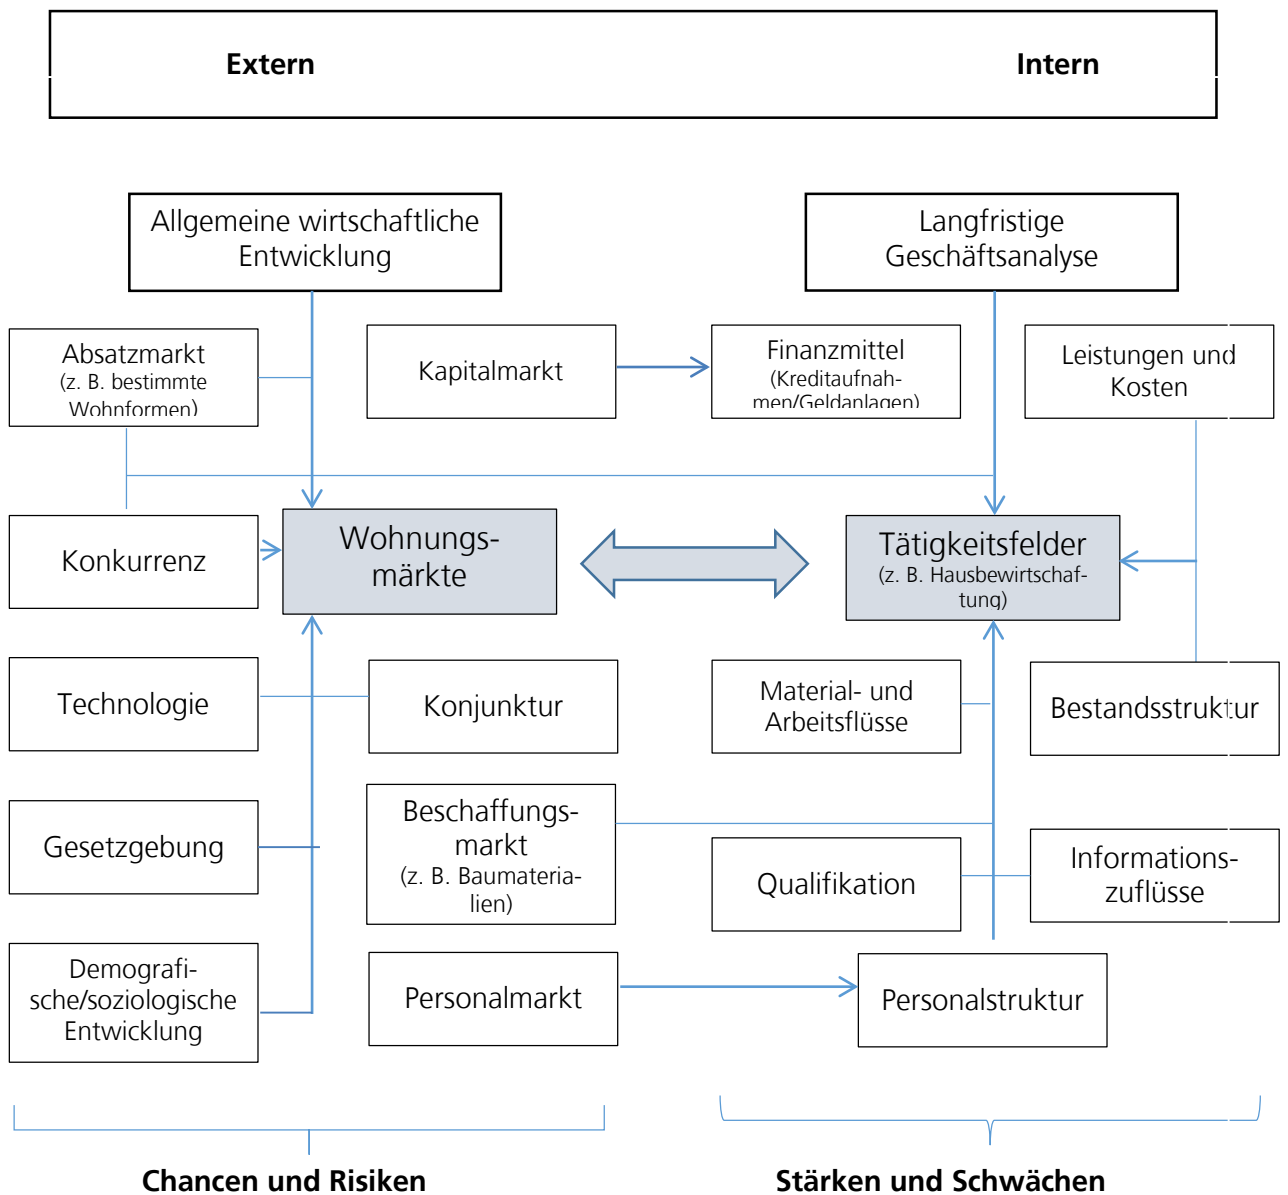 Extern
Intern
Allgemeine wirtschaftliche
Entwicklung
Langfristige
Geschäftsanalyse
Absatzmarkt
(z. B. bestimmte
Wohnformen)
Kapitalmarkt
Finanzmittel
(Kreditaufnah-
men/Geldanlagen)
Leistungen und
Kosten
Konkurrenz
Wohnungs-
märkte
Tätigkeitsfelder
(z. B. Hausbewirtschaf-
tung)
Technologie
Konjunktur
Material- und
Arbeitsflüsse
Bestandsstruktur
Gesetzgebung
Beschaffungs-
markt
(z. B. Baumateria-
lien)
Qualifikation
Informations-
zuflüsse
Demografi-
sche/soziologische
Entwicklung
Personalmarkt
Personalstruktur
Chancen und Risiken
Stärken und Schwächen